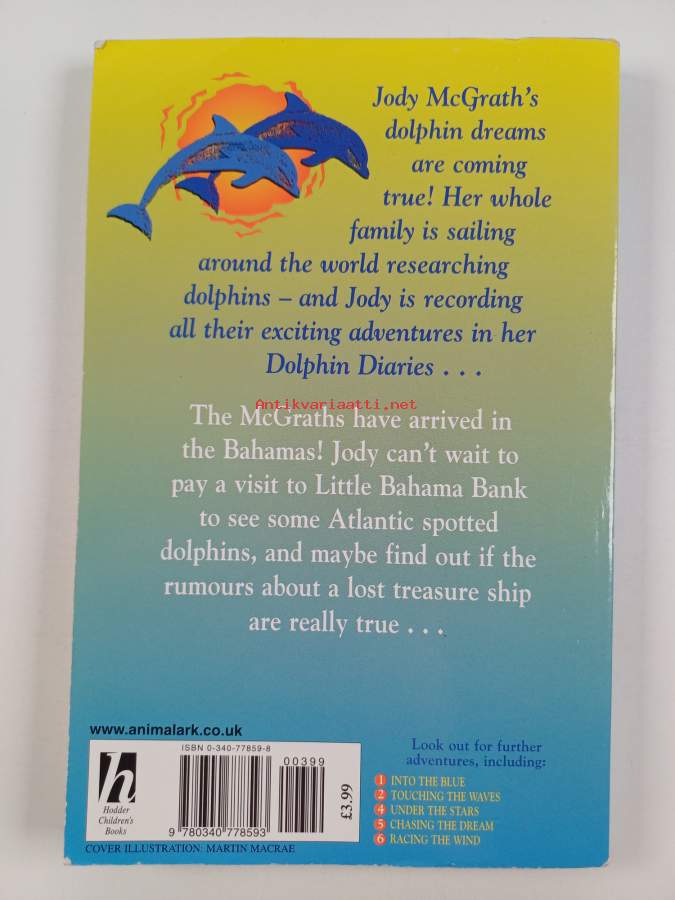 Jody McGrath's
dolphin dreams
are coming
true! Her whole
family is sailing
around the world researching
dolphins – and Jody is recording
all their exciting adventures in her
Dolphin Diaries . . .
Antikvariaatti.net
The McGraths have arrived in
the Bahamas! Jody can't wait to
pay a visit to Little Bahama Bank
to see some Atlantic spotted
dolphins, and maybe find out if the
rumours about a lost treasure ship
are really true . . .
www.animalark.co.uk
h
Hodder
Children's
Books
ISBN 0-340-77859-8
00399
9 780340 778593
£3.99
COVER ILLUSTRATION: MARTIN MACRAE
Look out for further
adventures, including:
1 INTO THE BLUE
2 TOUCHING THE WAVES
4 UNDER THE STARS
5 CHASING THE DREAM
6 RACING THE WIND